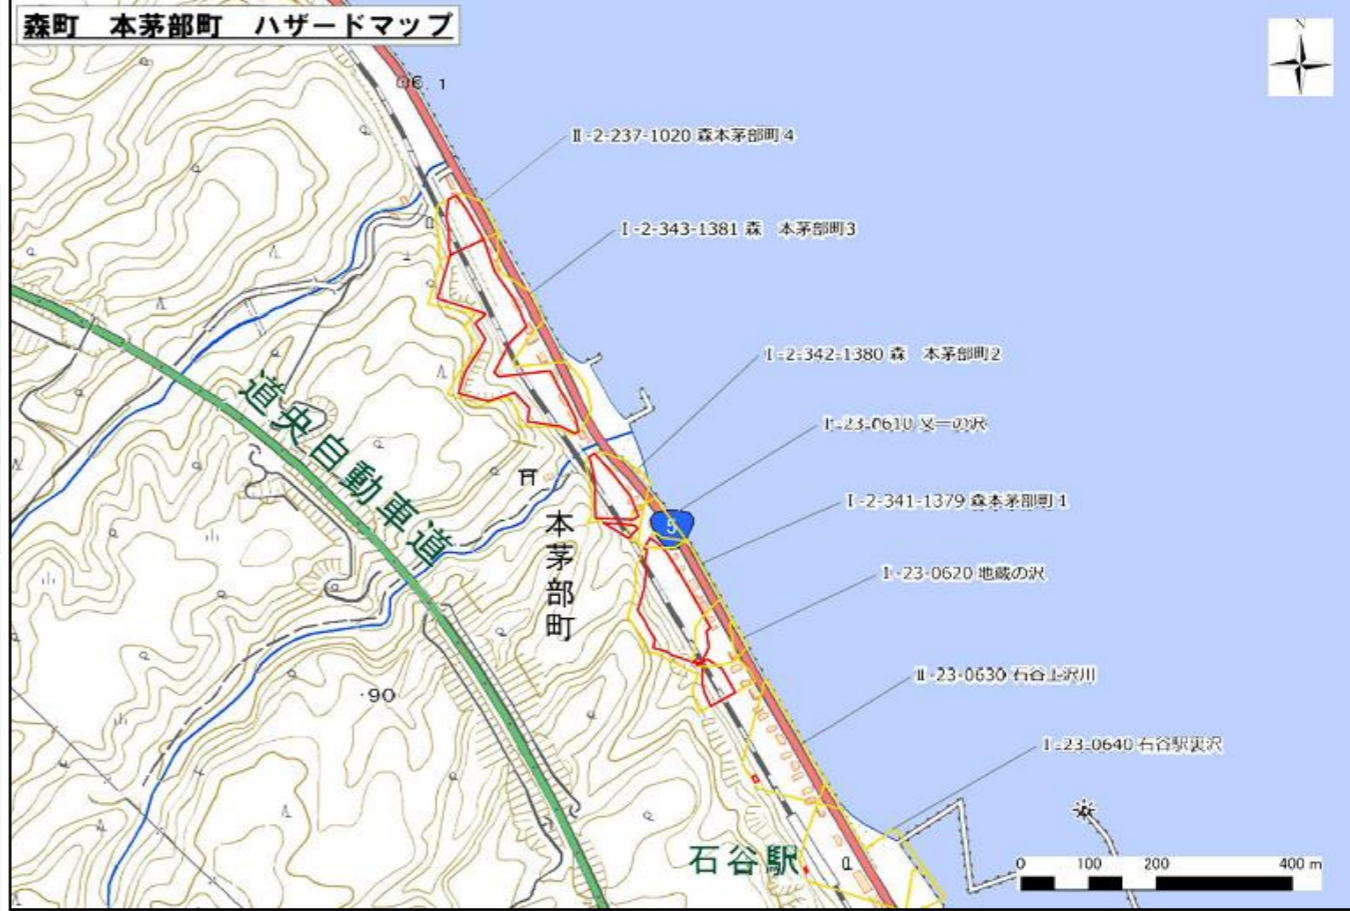 森町　本茅部町　ハザードマップ
N
6.1
Ⅱ-2-237-1020 森本茅部町4
Ⅰ-2-343-1381 森　本茅部町3
Ⅰ-2-342-1380 森　本茅部町2
Ⅰ-23-0610 又一の沢
5
Ⅰ-2-341-1379 森本茅部町1
道央自動車道
本茅部町
Ⅰ-23-0620 地蔵の沢
Ⅱ-23-0630 石谷上沢川
・90
Ⅰ-23-0640 石谷駅裏沢
石谷駅
0 100 200 400 m